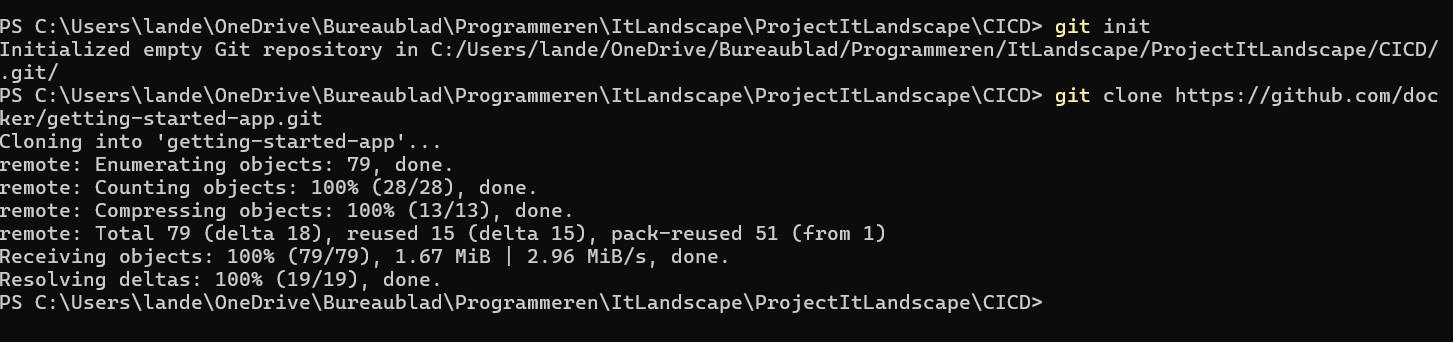 PS C:\Users\lande\OneDrive\Bureaublad\Programmeren\ItLandscape\ProjectItLandscape\CICD> git init
Initialized empty Git repository in C:/Users/lande/OneDrive/Bureaublad/Programmeren/ItLandscape/ProjectItLandscape/CICD/
.git/
PS C:\Users\lande\OneDrive\Bureaublad\Programmeren\ItLandscape\ProjectItLandscape\CICD> git clone https://github.com/doc
ker/getting-started-app.git
Cloning into 'getting-started-app'...
remote: Enumerating objects: 79, done.
remote: Counting objects: 100% (28/28), done.
remote: Compressing objects: 100% (13/13), done.
remote: Total 79 (delta 18), reused 15 (delta 15), pack-reused 51 (from 1)
Receiving objects: 100% (79/79), 1.67 MiB | 2.96 MiB/s, done.
Resolving deltas: 100% (19/19), done.
PS C:\Users\lande\OneDrive\Bureaublad\Programmeren\ItLandscape\ProjectItLandscape\CICD>